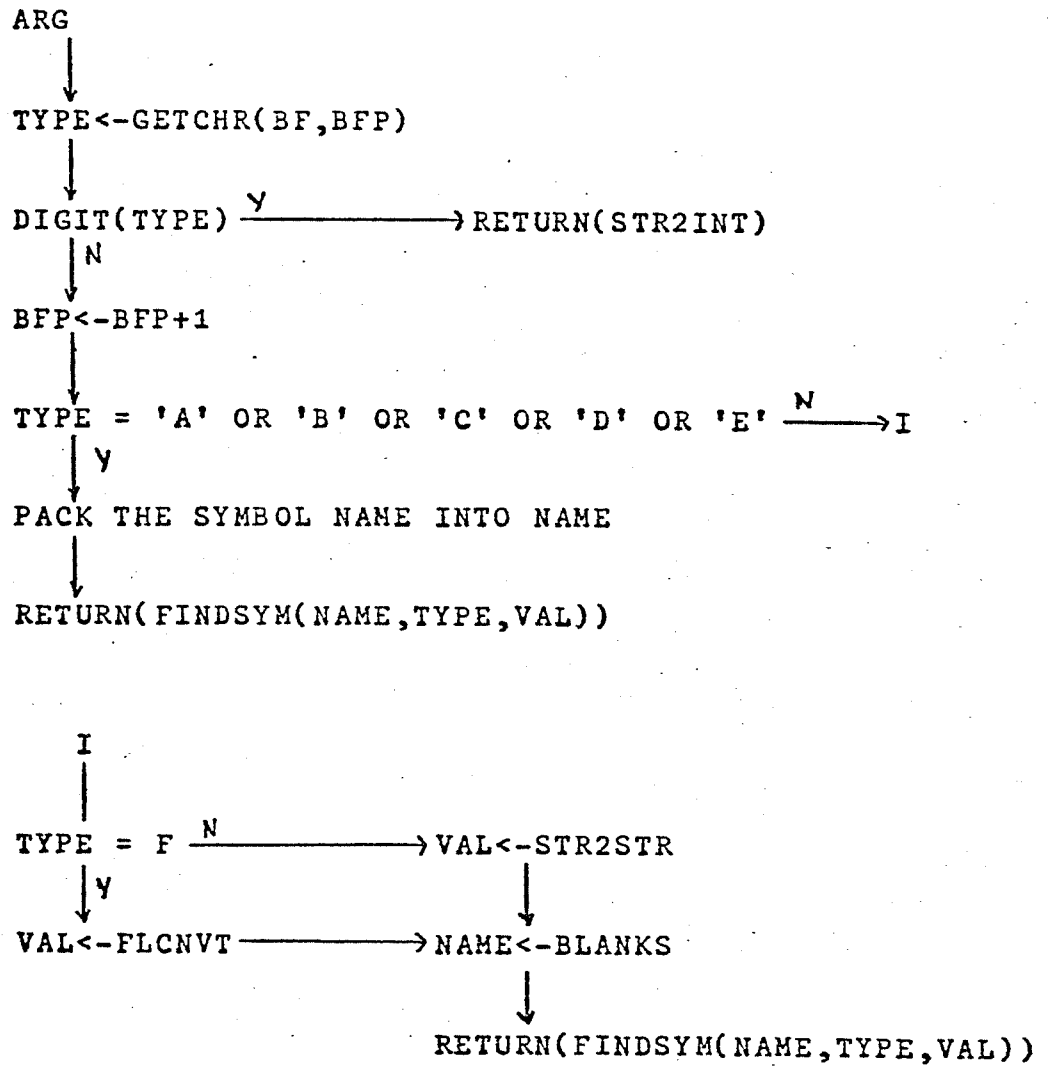 ARG
TYPE<-GETCHR(BF,BFP)
DIGIT(TYPE) Y RETURN(STR2INT)
N
BFP<-BFP+1
TYPE = 'A' OR 'B' OR 'C' OR 'D' OR 'E' N I
Y
PACK THE SYMBOL NAME INTO NAME
RETURN(FINDSYM(NAME,TYPE,VAL))
I
TYPE = F N VAL<-STR2STR
Y
VAL<-FLCNVT NAME<-BLANKS
RETURN(FINDSYM(NAME,TYPE,VAL))